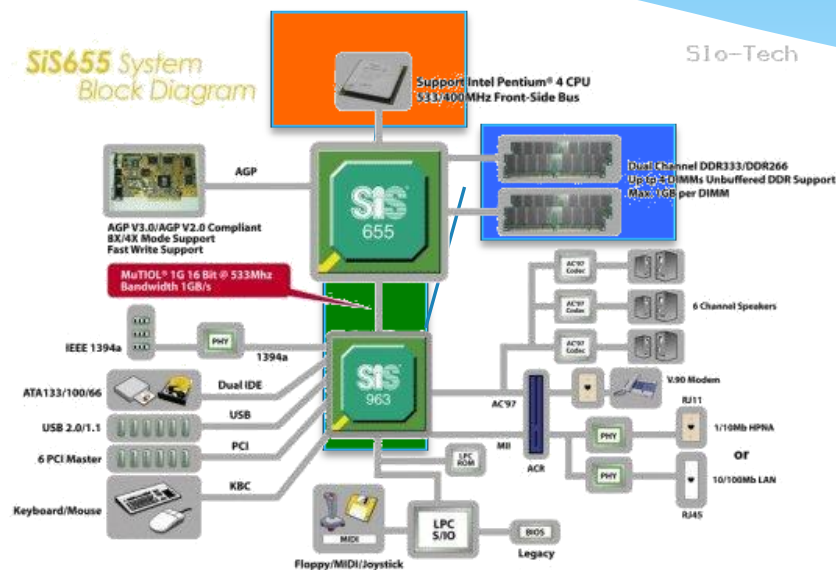 SiS655 System
Block Diagram
Slo-Tech
Support Intel Pentium® 4 CPU
533/400MHz Front-Side Bus
AGP
Dual Channel DDR333/DDR266
Up to 4 DIMMs Unbuffered DDR Support
Max. 1GB per DIMM
SiS®
655
AGP V3.0/AGP V2.0 Compliant
8X/4X Mode Support
Fast Write Support
MuTIOL® 1G 16 Bit @ 533Mhz
Bandwidth 1GB/s
AC'97
Codec
AC'97
Codec
6 Channel Speakers
AC'97
Codec
IEEE 1394a
PHY
1394a
SiS®
963
ATA133/100/66
Dual IDE
USB 2.0/1.1
USB
6 PCI Master
PCI
Keyboard/Mouse
KBC
AC'97
MII
ACR
V.90 Modem
RJ11
PHY
1/10Mb HPNA
or
PHY
10/100Mb LAN
RJ45
LPC
ROM
LPC
S/IO
BIOS
Legacy
MIDI
Floppy/MIDI/Joystick